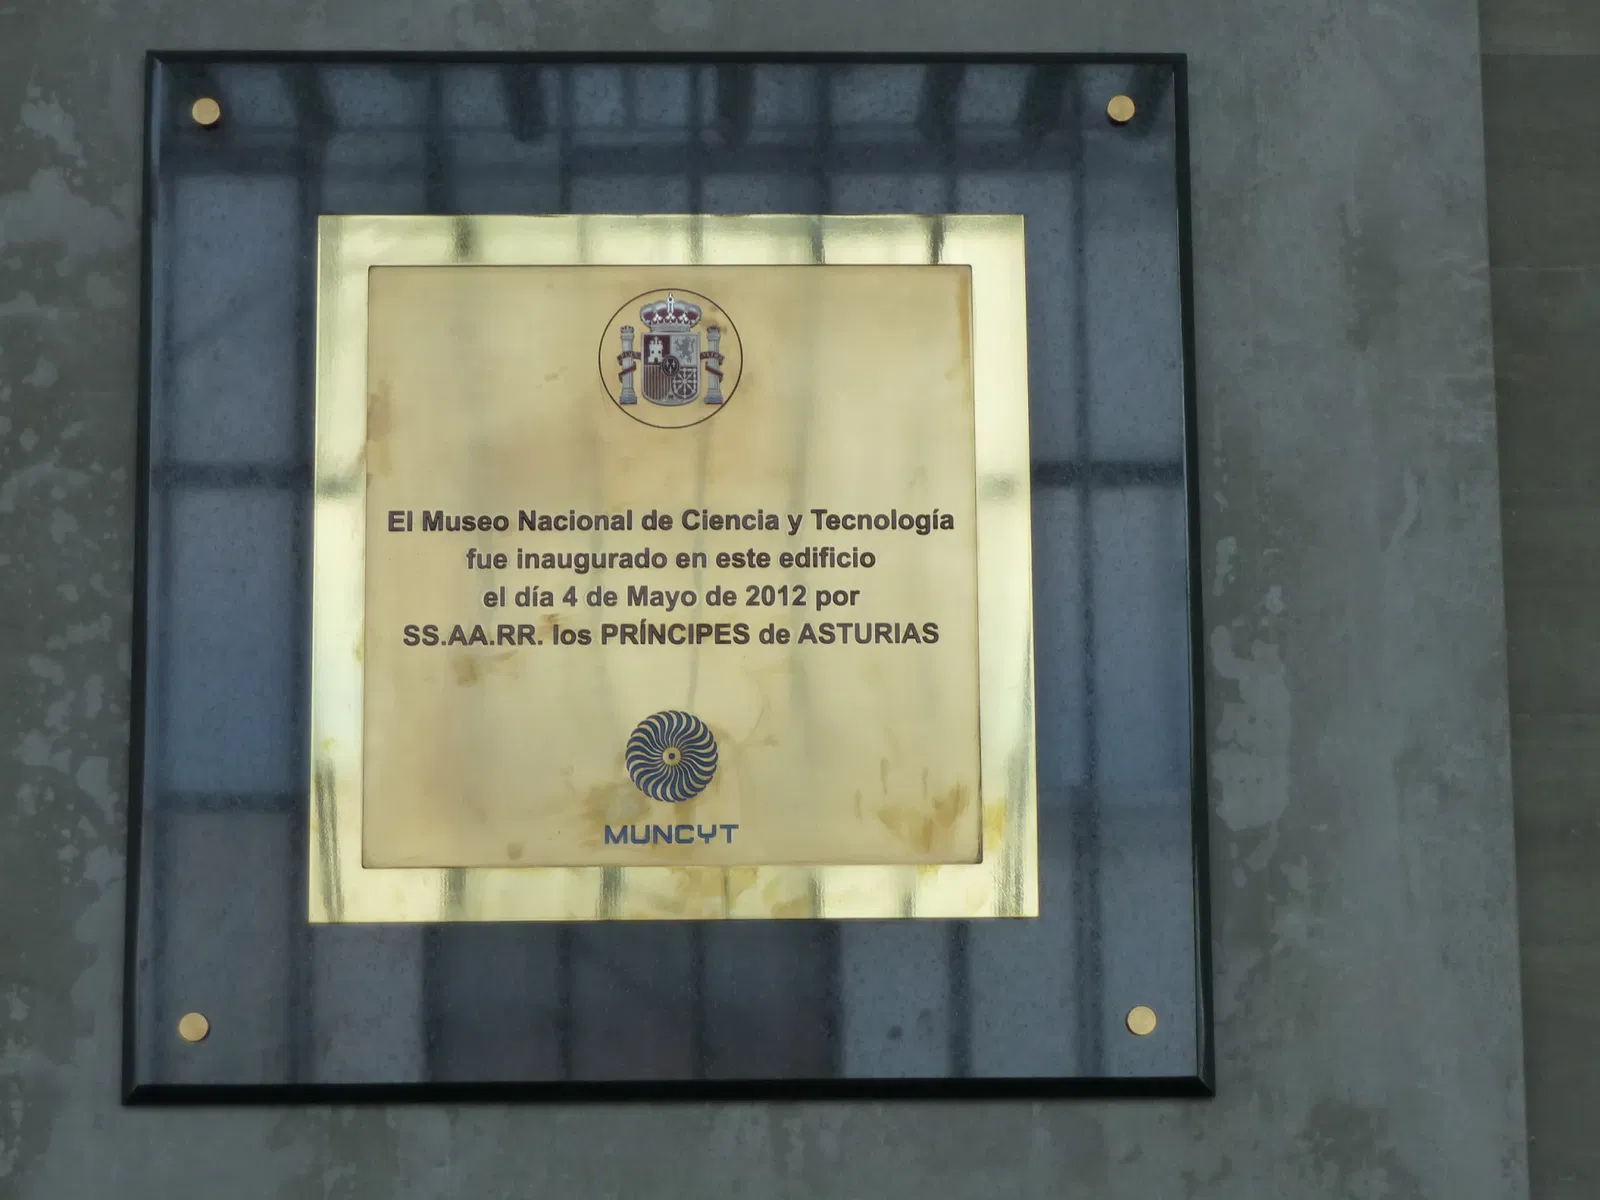 El Museo Nacional de Ciencia y Tecnología
fue inaugurado en este edificio
el día 4 de Mayo de 2012 por
SS.AA.RR. los PRÍNCIPES de ASTURIAS
MUNCYT